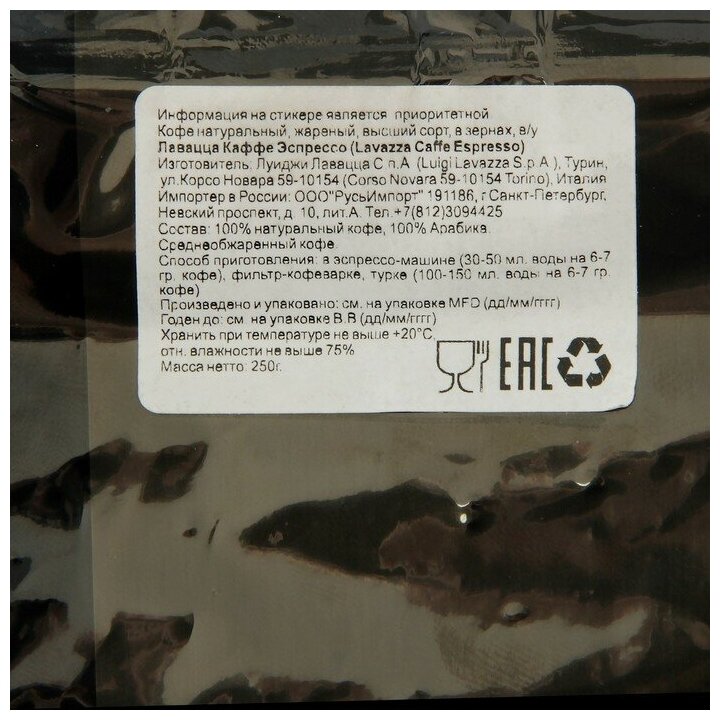 Информация на стикере является приоритетной
Кофе натуральный, жареный, высший сорт, в зернах, в/у
Лавацца Каффе Эспрессо (Lavazza Caffe Espresso)
Изготовитель: Луиджи Лавацца С.п.А. (Luigi Lavazza S.p.A.), Турин,
ул.Корсо Новара 59-10154 (Corso Novara 59-10154 Torino), Италия
Импортер в России: ООО"РусьИмпорт" 191186, г Санкт-Петербург,
Невский проспект, д. 10, лит.А. Тел.+7(812)3094425
Состав: 100% натуральный кофе, 100% Арабика.
Среднеобжаренный кофе.
Способ приготовления: в эспрессо-машине (30-50 мл. воды на 6-7
гр. кофе), фильтр-кофеварке, турке (100-150 мл. воды на 6-7 гр.
кофе)
Произведено и упаковано: см. на упаковке MFD (дд/мм/гггг)
Годен до: см. на упаковке B.B (дд/мм/гггг)
Хранить при температуре не выше +20°С,
отн. влажности не выше 75%
Масса нетто: 250г.
EAC